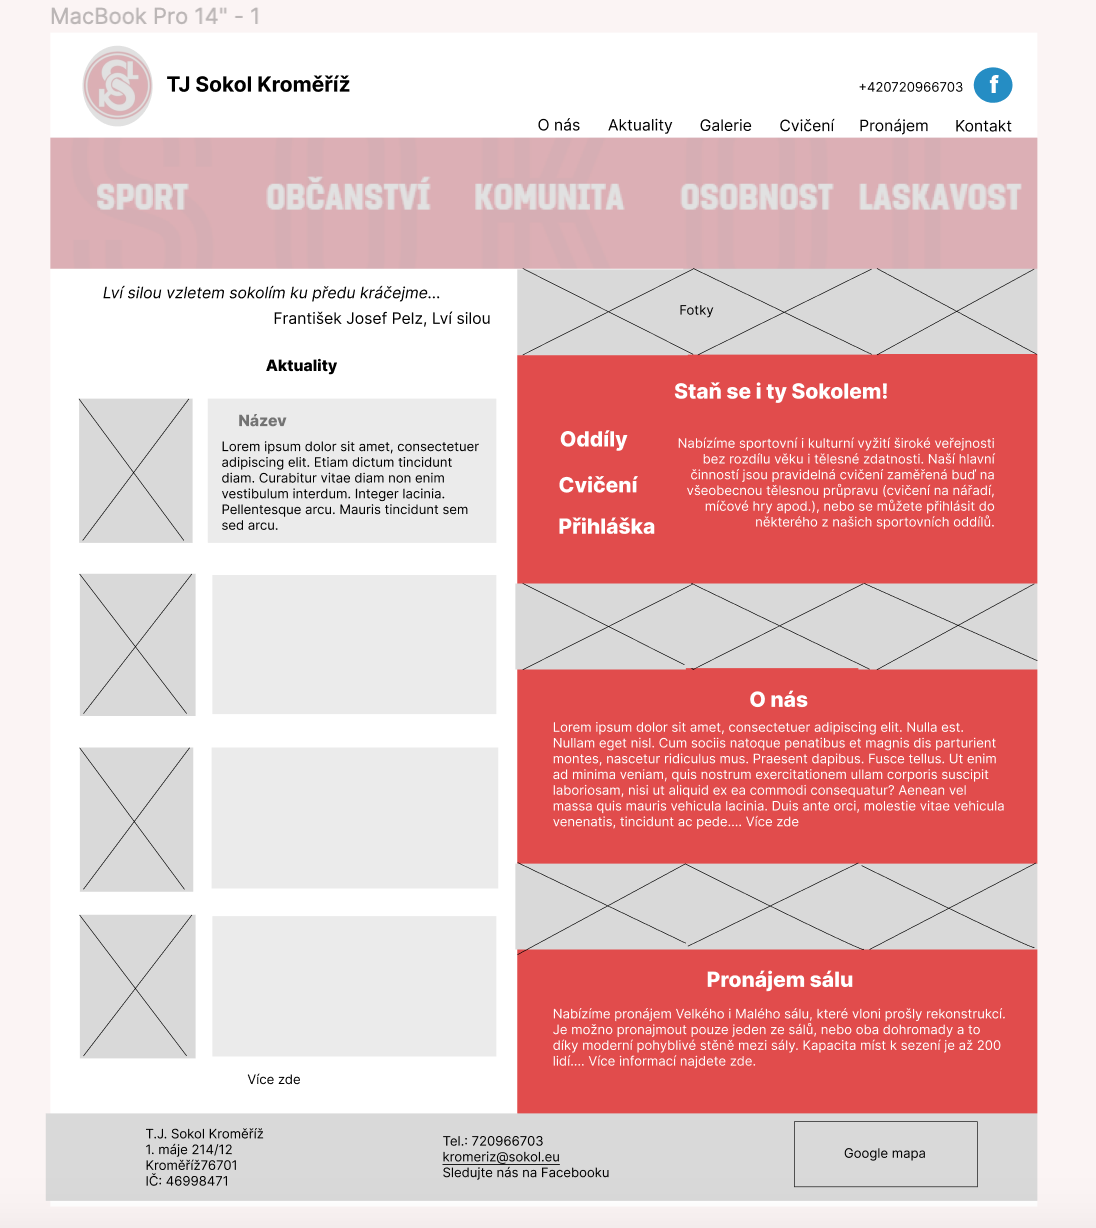 MacBook Pro 14" - 1
TJ Sokol Kroměříž
+420720966703
f
O nás Aktuality Galerie Cvičení Pronájem Kontakt
SPORT OBČANSTVÍ KOMUNITA OSOBNOST LASKAVOST
Lví silou vzletem sokolím ku předu kráčejme...
František Josef Pelz, Lví silou
Aktuality
Název
Lorem ipsum dolor sit amet, consectetuer
adipiscing elit. Etiam dictum tincidunt
diam. Curabitur vitae diam non enim
vestibulum interdum. Integer lacinia.
Pellentesque arcu. Mauris tincidunt sem
sed arcu.
Více zde
Fotky
Staň se i ty Sokolem!
Oddíly
Cvičení
Přihláška
Nabízíme sportovní i kulturní vyžití široké veřejnosti
bez rozdílu věku i tělesné zdatnosti. Naší hlavní
činností jsou pravidelná cvičení zaměřená buď na
všeobecnou tělesnou průpravu (cvičení na nářadí,
míčové hry apod.), nebo se můžete přihlásit do
některého z našich sportovních oddílů.
O nás
Lorem ipsum dolor sit amet, consectetuer adipiscing elit. Nulla est.
Nullam eget nisl. Cum sociis natoque penatibus et magnis dis parturient
montes, nascetur ridiculus mus. Praesent dapibus. Fusce tellus. Ut enim
ad minima veniam, quis nostrum exercitationem ullam corporis suscipit
laboriosam, nisi ut aliquid ex ea commodi consequatur? Aenean vel
massa quis mauris vehicula lacinia. Duis ante orci, molestie vitae vehicula
venenatis, tincidunt ac pede.... Více zde
Pronájem sálu
Nabízíme pronájem Velkého i Malého sálu, které vloni prošly rekonstrukcí.
Je možno pronajmout pouze jeden ze sálů, nebo oba dohromady a to
díky moderní pohyblivé stěně mezi sály. Kapacita míst k sezení je až 200
lidí.... Více informací najdete zde.
T.J. Sokol Kroměříž
1. máje 214/12
Kroměříž76701
IČ: 46998471
Tel.: 720966703
kromeriz@sokol.eu
Sledujte nás na Facebooku
Google mapa